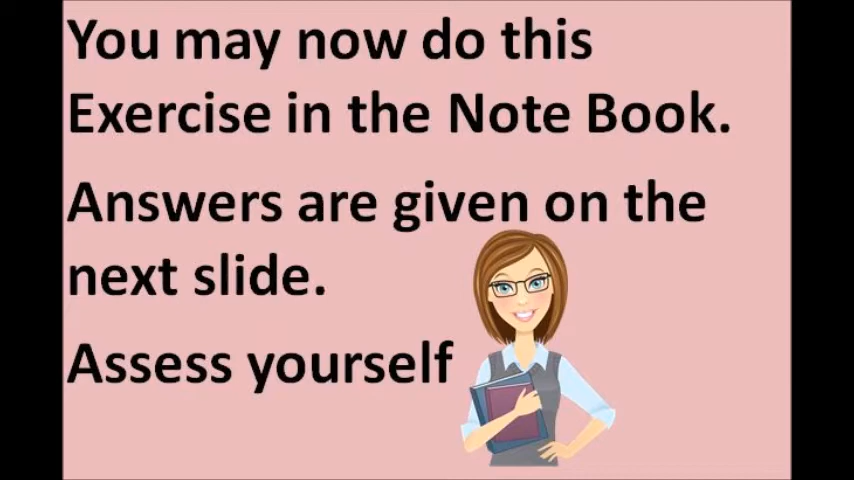 You may now do this
Exercise in the Note Book.
Answers are given on the
next slide.
Assess yourself